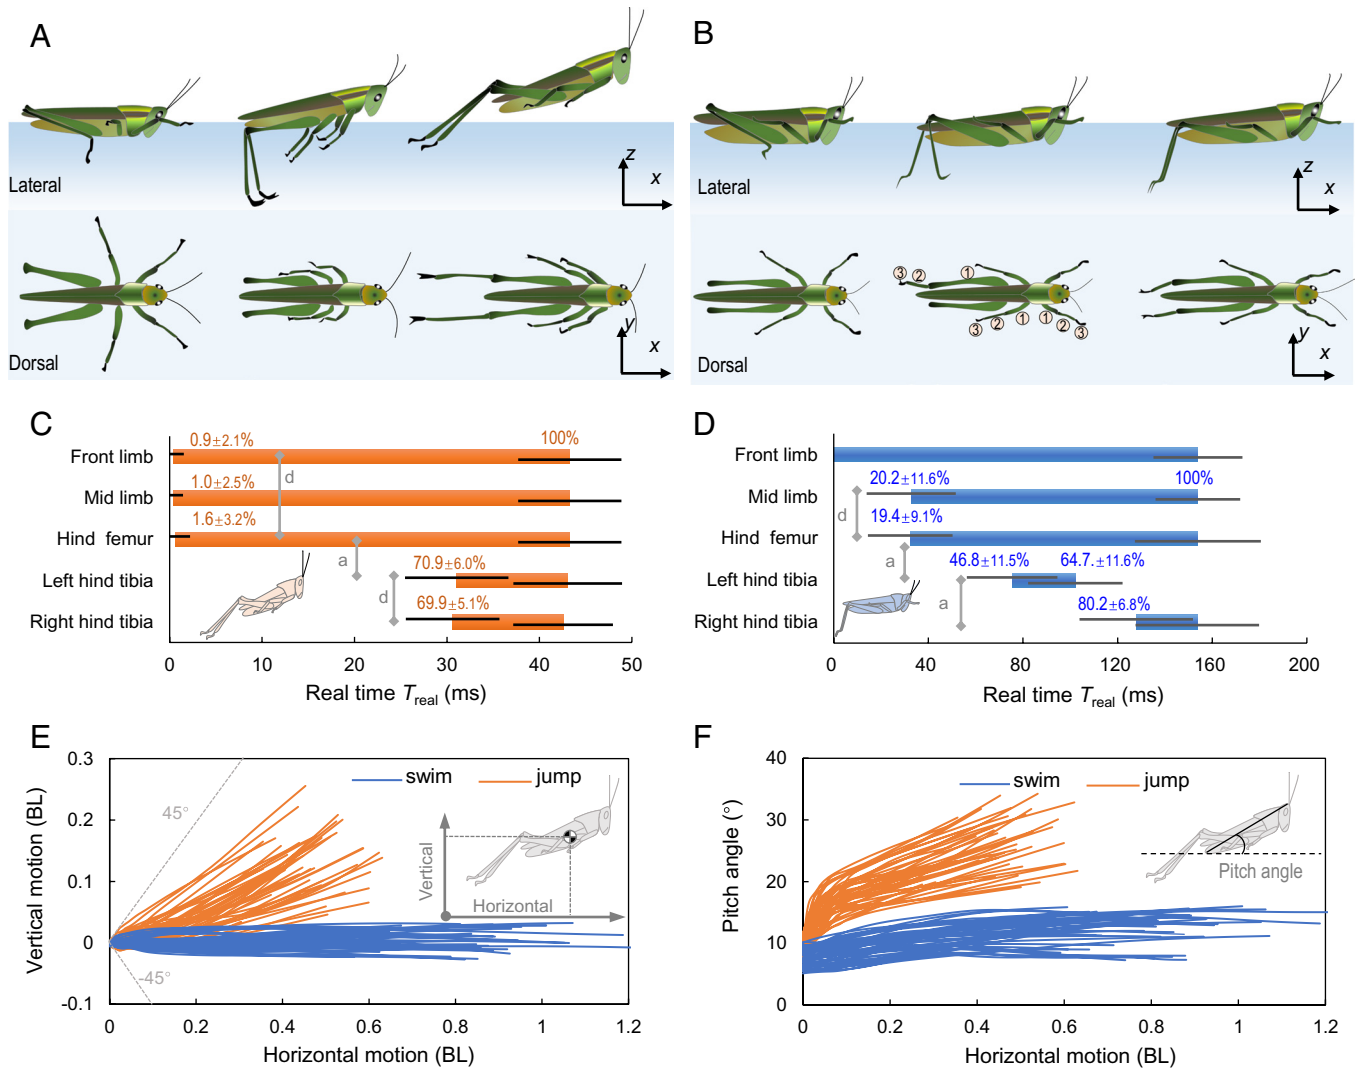 A
Lateral
z
x
Dorsal
y
x
B
Lateral
z
x
3 2 1
3 2 1 1 2 3
Dorsal
y
x
C
Front limb
Mid limb
Hind femur
Left hind tibia
Right hind tibia
0.9±2.1%
100%
d
1.0±2.5%
1.6±3.2%
a
70.9±6.0%
d
69.9±5.1%
0 10 20 30 40 50
Real time Treal (ms)
D
Front limb
Mid limb
Hind femur
Left hind tibia
Right hind tibia
20.2±11.6%
100%
d
19.4±9.1%
a
46.8±11.5%
64.7.±11.6%
a
80.2±6.8%
0 40 80 120 160 200
Real time Treal (ms)
E
Vertical motion (BL)
0.3
0.2
0.1
0
-0.1
45°
-45°
swim
jump
Vertical
Horizontal
0 0.2 0.4 0.6 0.8 1 1.2
Horizontal motion (BL)
F
Pitch angle (°)
40
30
20
10
0
swim
jump
Pitch angle
0 0.2 0.4 0.6 0.8 1 1.2
Horizontal motion (BL)